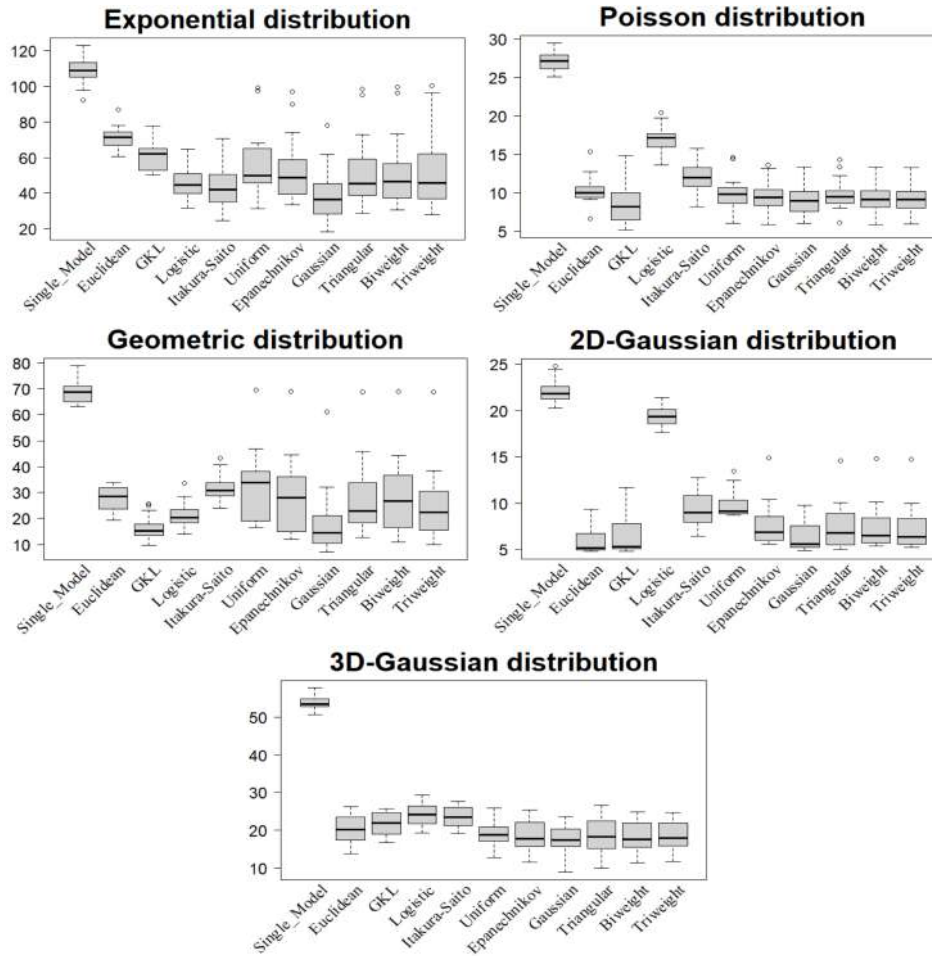 Exponential distribution
120
100
80
60
40
20
Single_Model
Euclidean
GKL
Logistic
Itakura-Saito
Uniform
Epanechnikov
Gaussian
Triangular
Biweight
Triweight
Poisson distribution
30
25
20
15
10
5
Single_Model
Euclidean
GKL
Logistic
Itakura-Saito
Uniform
Epanechnikov
Gaussian
Triangular
Biweight
Triweight
Geometric distribution
80
70
60
50
40
30
20
10
Single_Model
Euclidean
GKL
Logistic
Itakura-Saito
Uniform
Epanechnikov
Gaussian
Triangular
Biweight
Triweight
2D-Gaussian distribution
25
20
15
10
5
Single_Model
Euclidean
GKL
Logistic
Itakura-Saito
Uniform
Epanechnikov
Gaussian
Triangular
Biweight
Triweight
3D-Gaussian distribution
50
40
30
20
10
Single_Model
Euclidean
GKL
Logistic
Itakura-Saito
Uniform
Epanechnikov
Gaussian
Triangular
Biweight
Triweight